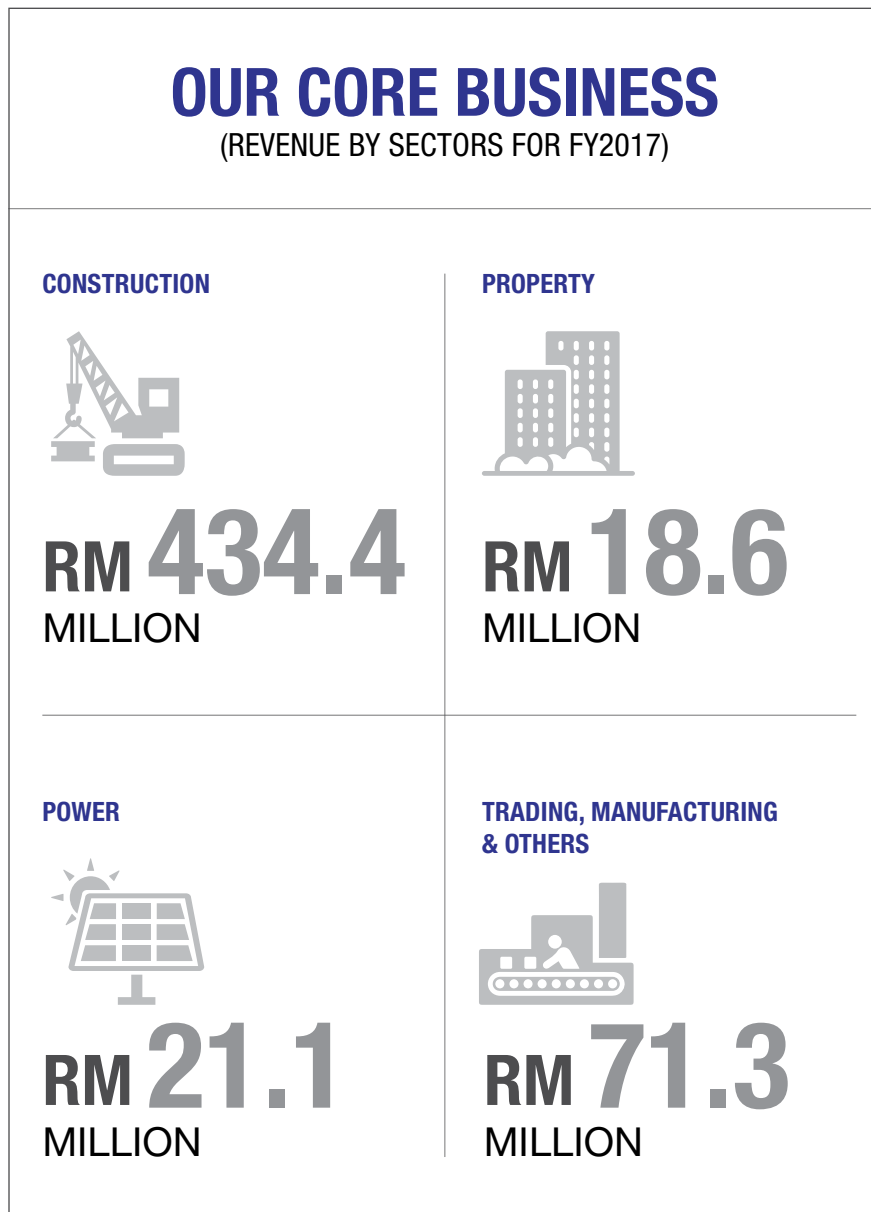 OUR CORE BUSINESS
(REVENUE BY SECTORS FOR FY2017)
CONSTRUCTION
RM 434.4
MILLION
PROPERTY
RM 18.6
MILLION
POWER
RM 21.1
MILLION
TRADING, MANUFACTURING
& OTHERS
RM 71.3
MILLION